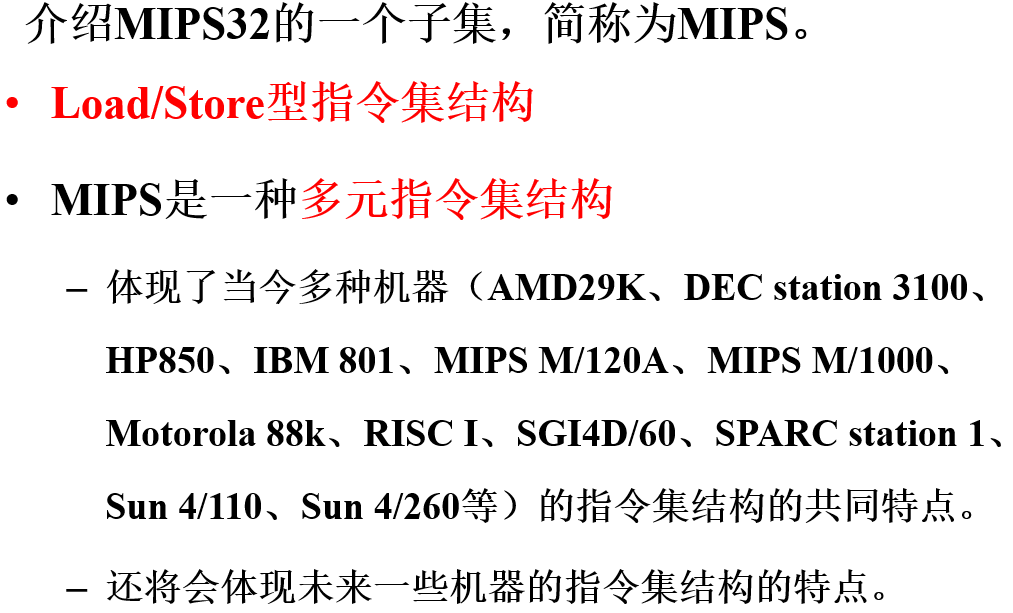 介绍MIPS32的一个子集，简称为MIPS。
• Load/Store型指令集结构
• MIPS是一种多元指令集结构
– 体现了当今多种机器（AMD29K、DEC station 3100、
HP850、IBM 801、MIPS M/120A、MIPS M/1000、
Motorola 88k、RISC I、SGI4D/60、SPARC station 1、
Sun 4/110、Sun 4/260等）的指令集结构的共同特点。
– 还将会体现未来一些机器的指令集结构的特点。